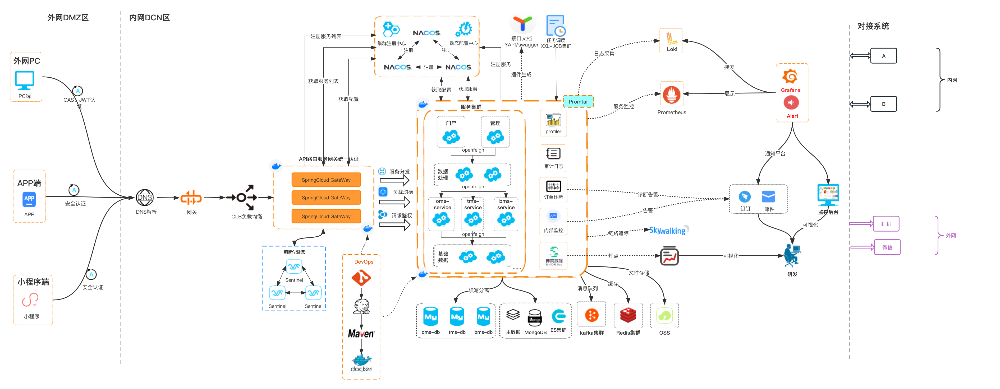 外网DMZ区
内网DCN区
外网PC
PC端
A
CAS、JWT认
证
APP端
APP
APP
A
安全认证
小程序端
小程序
A
安全认证
DNS
DNS解析
网关
CLB负载均衡
注册服务列表
获取服务列表
获取配置
API路由服务网关统一认证
SpringCloud GateWay
SpringCloud GateWay
SpringCloud GateWay
熔断\限流
Sentinel
Sentinel
Sentinel
DevOps
Maven
docker
集群注册中心
NACOS.
动态配置中心
注册
注册
NACOS.
注册
NACOS.
获取配置
获取服务
注册服务
接口文档
YAPI/swagger
任务调度
XXL-JOB集群
插件生成
服务分发
负载均衡
请求鉴权
服务集群
门户
管理
openfeign
数据
处理
openfeign
oms-
service
tms-
service
bms-
service
openfeign
基础
数据
......
Promtail
profiler
审计日志
订单诊断
内部监控
神策数据
SENSORS Data
读写分离
My
My
My
oms-db
tms-db
bms-db
主数据
Mongo
MongoDB
ES集群
消息队列
kafka集群
缓存
Redis集群
文件存储
OSS
日志采集
Loki
服务监控
Prometheus
搜索
展示
Grafana
Alert
通知平台
诊断告警
告警
钉钉
邮件
监控后台
可视化
链路追踪
Skywalking
埋点
可视化
研发
对接系统
A
B
内网
钉钉
微信
外网